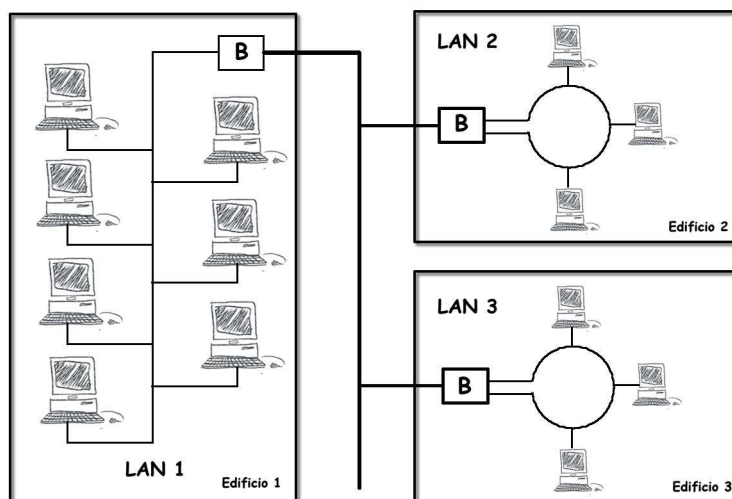 B
LAN 1
Edificio 1
LAN 2
B
Edificio 2
LAN 3
B
Edificio 3